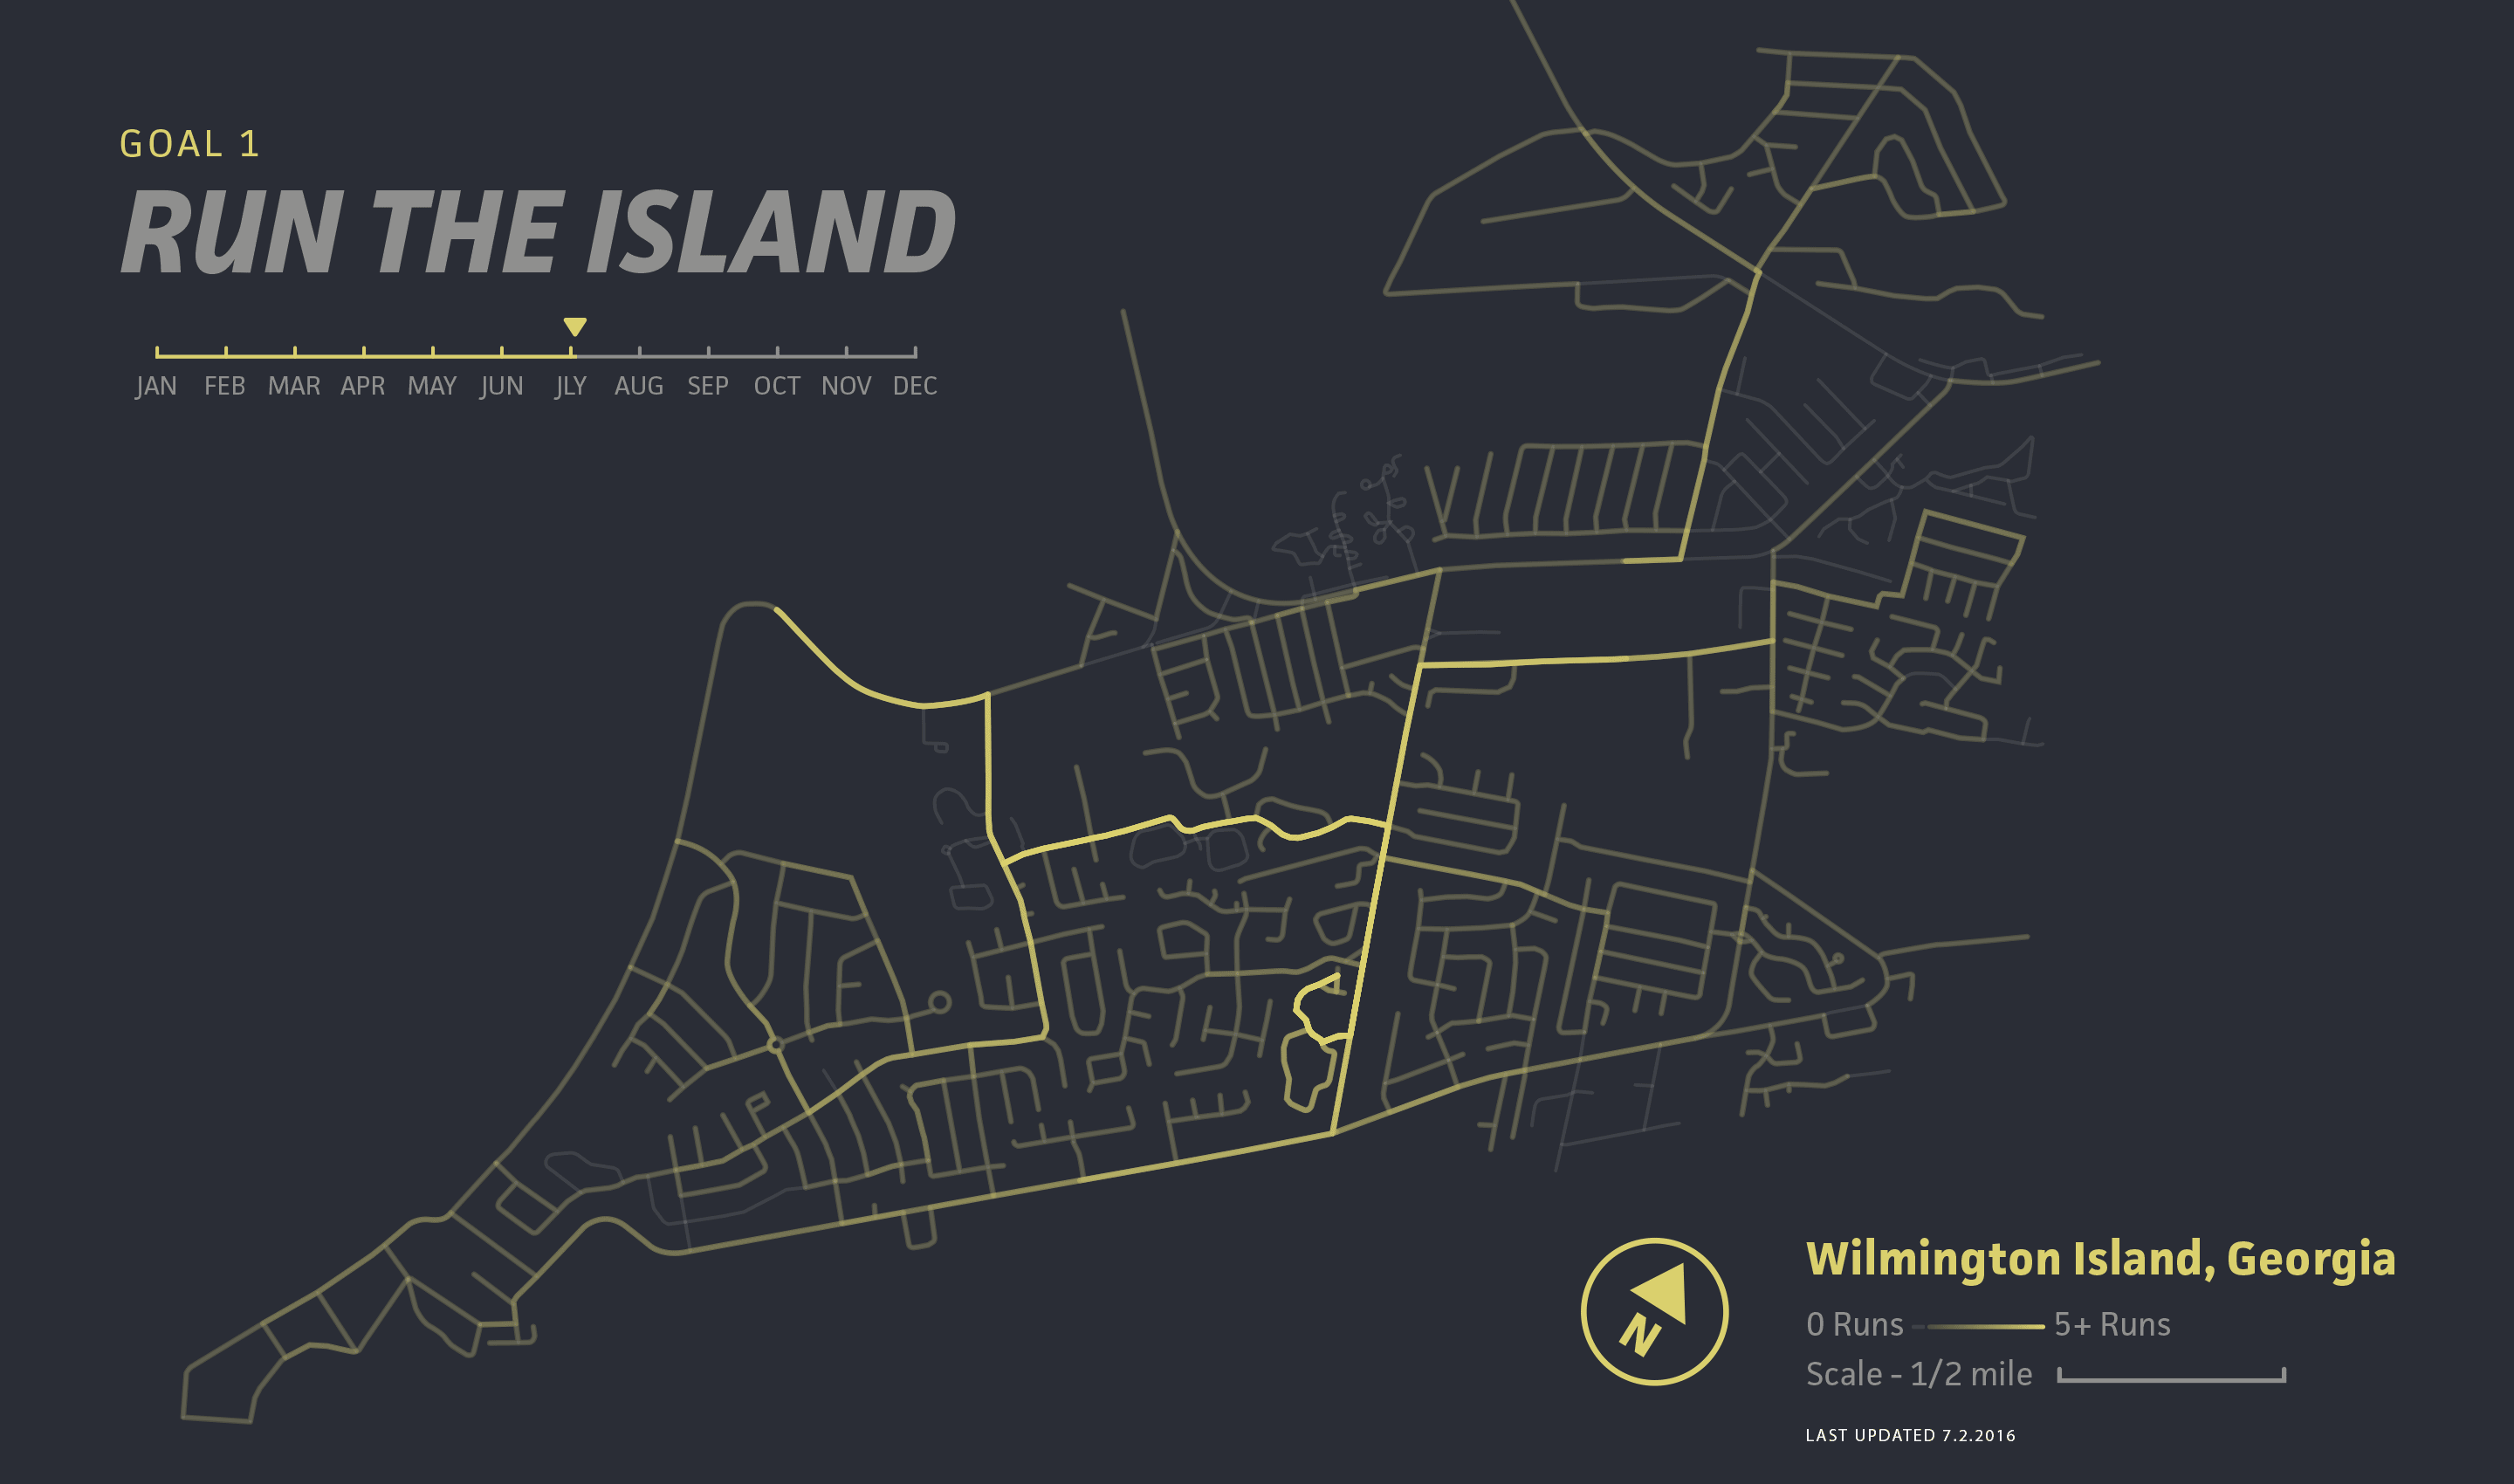 GOAL 1
RUN THE ISLAND
JAN FEB MAR APR MAY JUN JLY AUG SEP OCT NOV DEC
N
Wilmington Island, Georgia
0 Runs 5+ Runs
Scale - 1/2 mile
LAST UPDATED 7.2.2016